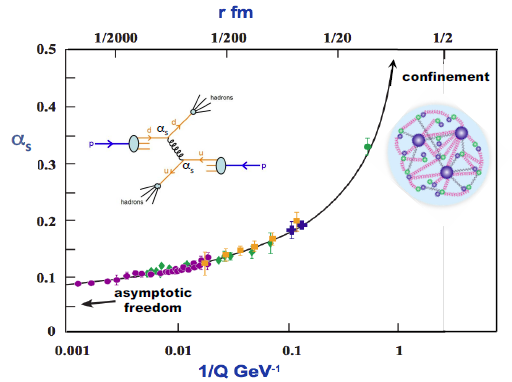 r fm
1/2000 1/200 1/20 1/2
0.5
confinement
hadrons
0.4
d
αs
d
αs
p
u
0.3
αs
p
u
hadrons
0.2
0.1
asymptotic
freedom
0
0.001 0.01 0.1 1
1/Q GeV-1